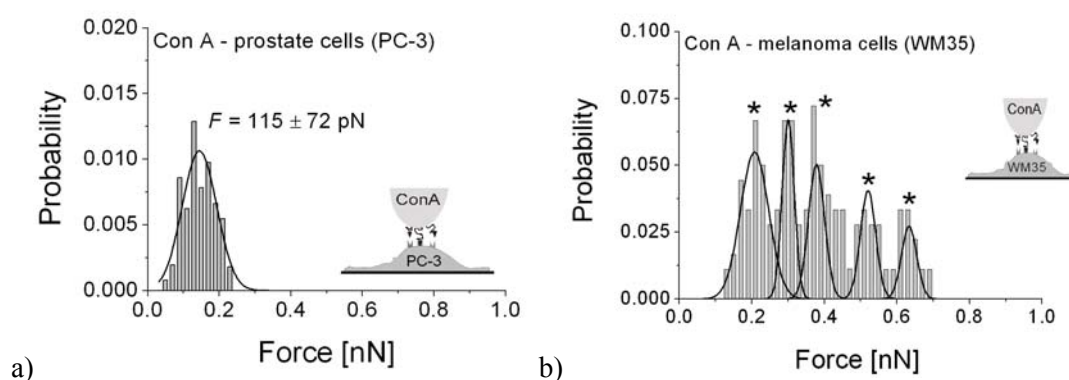 Con A - prostate cells (PC-3)
F = 115 ± 72 pN
ConA
PC-3
Probability
0.020
0.015
0.010
0.005
0.000
0.0 0.2 0.4 0.6 0.8 1.0
Force [nN]
a)
Con A - melanoma cells (WM35)
* * * * *
ConA
WM35
Probability
0.100
0.075
0.050
0.025
0.000
0.0 0.2 0.4 0.6 0.8 1.0
Force [nN]
b)